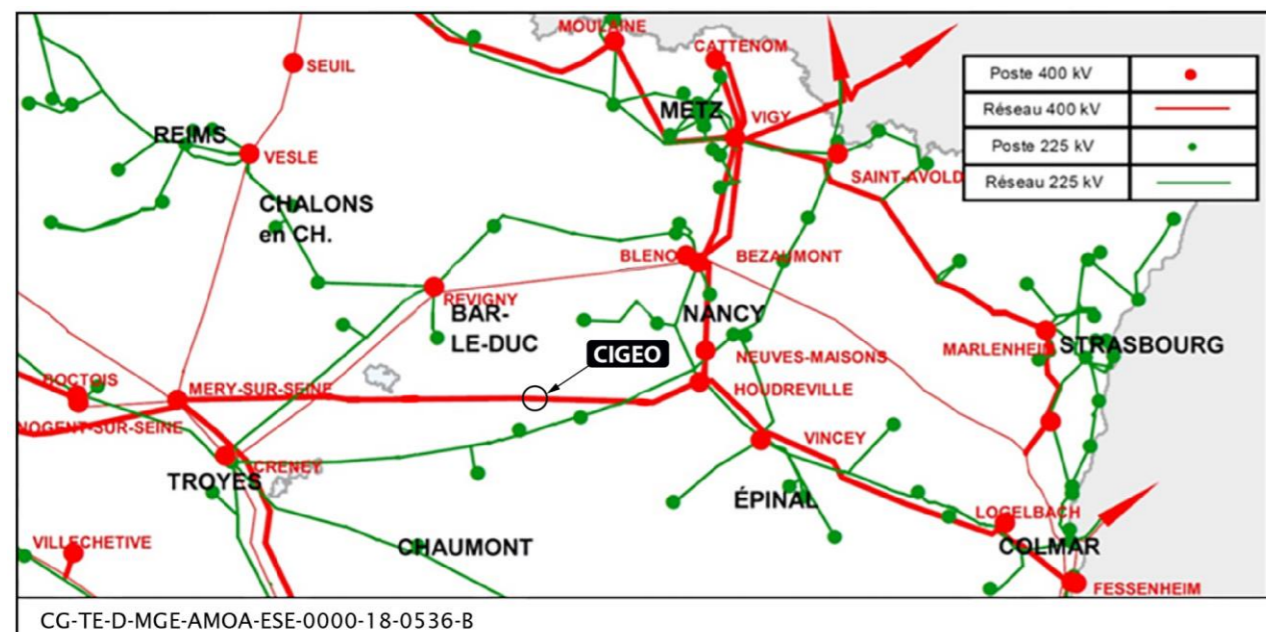 MOULAINE
CATTENOM
SEUIL
Poste 400 kV
Réseau 400 kV
Poste 225 kV
Réseau 225 kV
METZ
VIGY
REIMS
VESLE
SAINT-AVOLD
CHALONS
en CH.
BLENO
BEZAUMONT
REVIGNY
BAR-
LE-DUC
NANCY
CIGEO
NEUVES-MAISONS
MARLENHEIM
STRASBOURG
BOCTOIS
MERY-SUR-SEINE
HOUDREVILLE
NOGENT-SUR-SEINE
VINCEY
CRENEY
TROYES
ÉPINAL
LOGELBACH
VILLECHETIVE
CHAUMONT
COLMAR
FESSENHEIM
CG-TE-D-MGE-AMOA-ESE-0000-18-0536-B